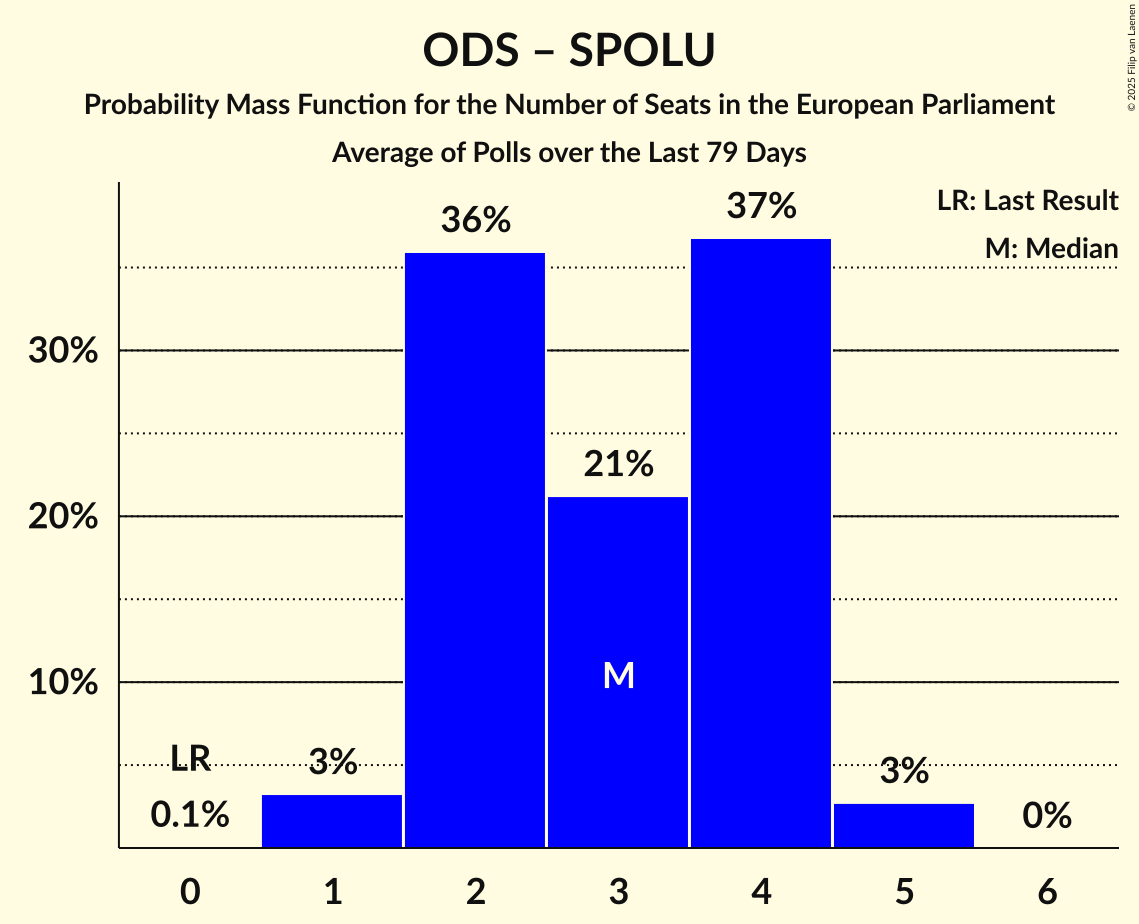 ODS – SPOLU
Probability Mass Function for the Number of Seats in the European Parliament
Average of Polls over the Last 79 Days
© 2025 Filip van Laenen
LR: Last Result
M: Median
36%
37%
30%
21%
20%
M
10%
LR
3%
3%
0.1%
0%
0 1 2 3 4 5 6